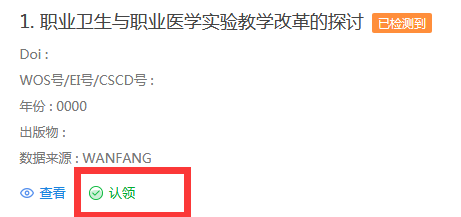 1. 职业卫生与职业医学实验教学改革的探讨 已检测到
Doi :
WOS号/EI号/CSCD号 :
年份 : 0000
出版物 :
数据来源 : WANFANG
查看 认领